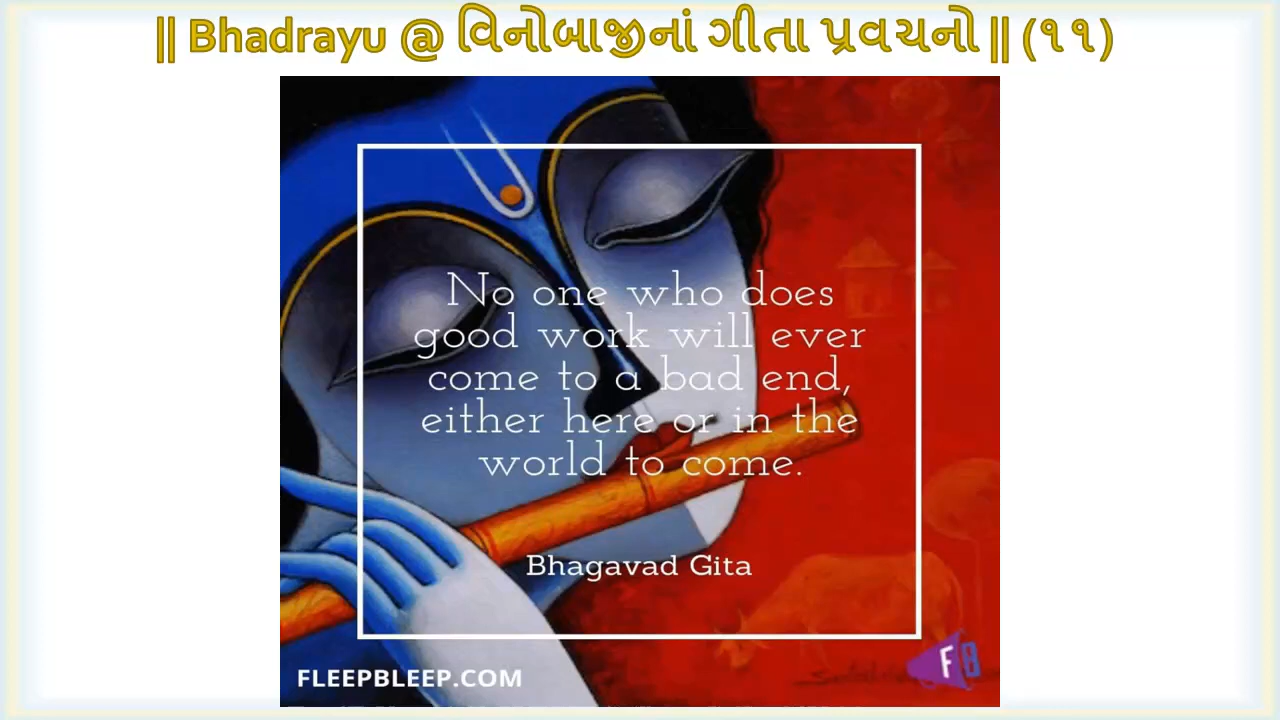 || Bhadrayu @ વિનોબાજીનાં ગીતા પ્રવચનો || (૧૧)
No one who does
good work will ever
come to a bad end,
either here or in the
world to come.
Bhagavad Gita
F8
FLEEPBLEEP.COM